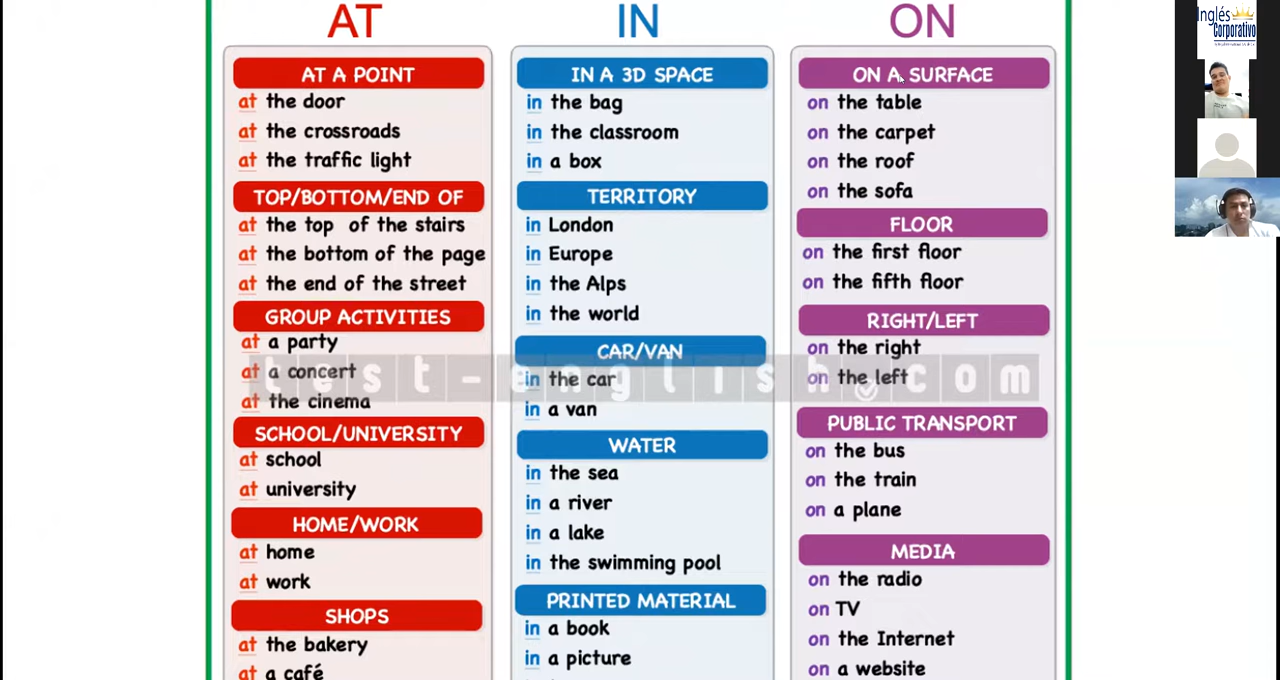 AT
AT A POINT
at the door
at the crossroads
at the traffic light
TOP/BOTTOM/END OF
at the top of the stairs
at the bottom of the page
at the end of the street
GROUP ACTIVITIES
at a party
at a concert
at the cinema
SCHOOL/UNIVERSITY
at school
at university
HOME/WORK
at home
at work
SHOPS
at the bakery
at a café
IN
IN A 3D SPACE
in the bag
in the classroom
in a box
TERRITORY
in London
in Europe
in the Alps
in the world
CAR/VAN
in the car
in a van
WATER
in the sea
in a river
in a lake
in the swimming pool
PRINTED MATERIAL
in a book
in a picture
ON
ON A SURFACE
on the table
on the carpet
on the roof
on the sofa
FLOOR
on the first floor
on the fifth floor
RIGHT/LEFT
on the right
on the left
PUBLIC TRANSPORT
on the bus
on the train
on a plane
MEDIA
on the radio
on TV
on the Internet
on a website
test-english.com
Inglés
Corporativo